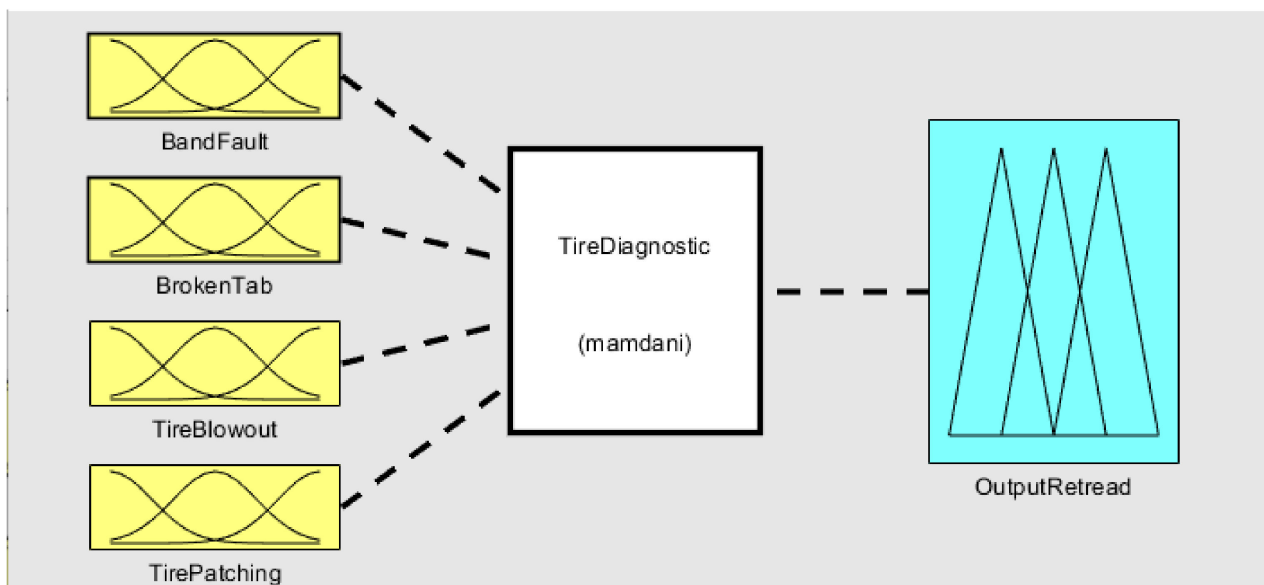 BandFault
BrokenTab
TireBlowout
TirePatching
TireDiagnostic
(mamdani)
OutputRetread